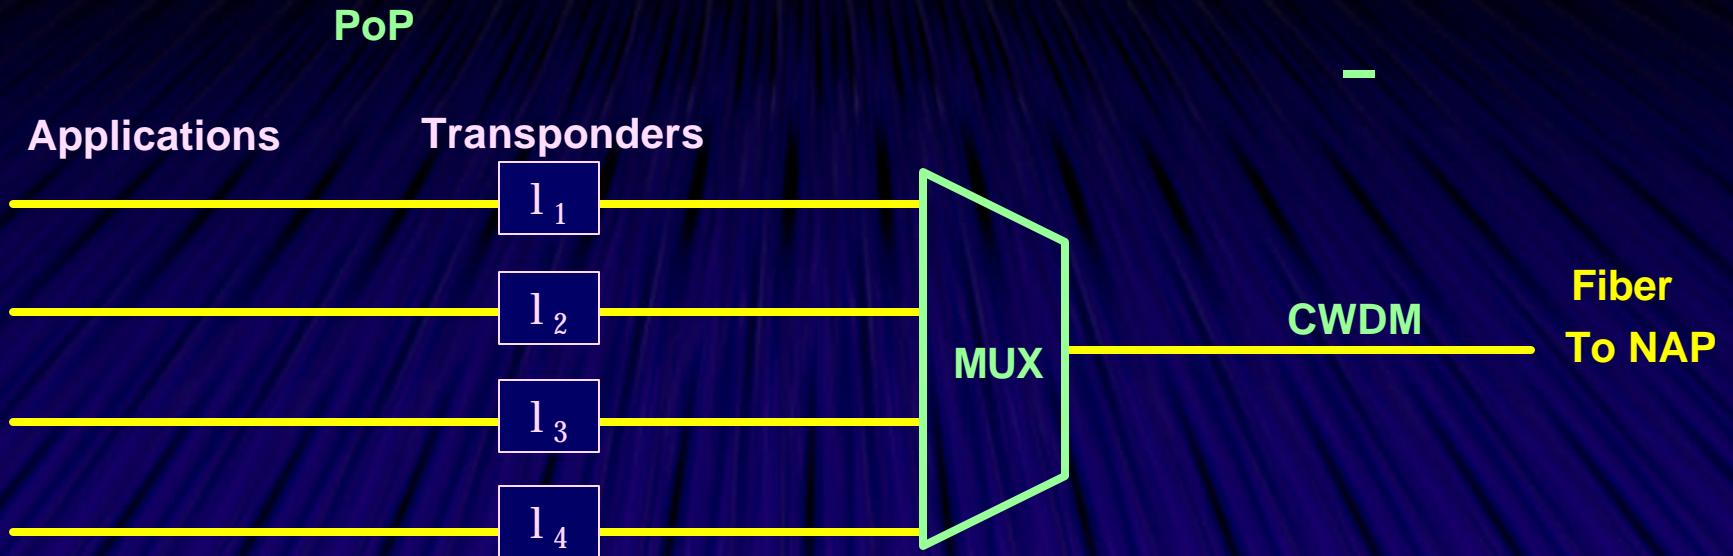 PoP
Applications
Transponders
l 1
l 2
l 3
l 4
MUX
CWDM
Fiber
To NAP